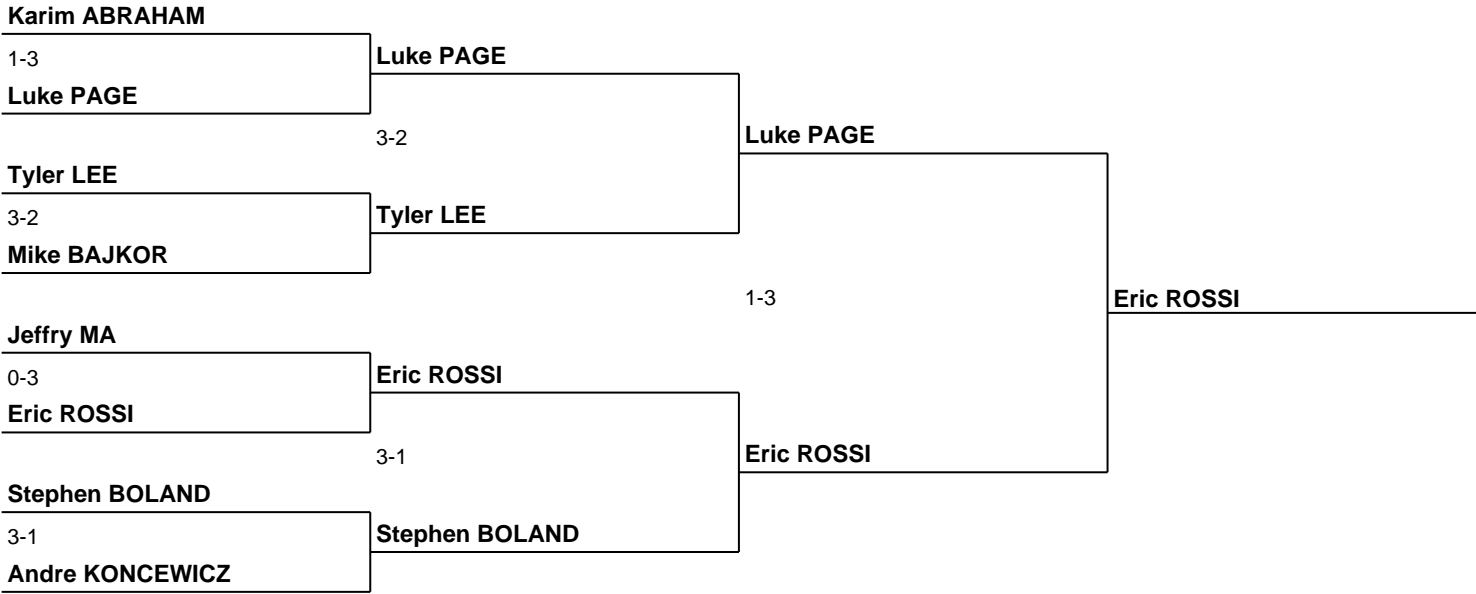 Karim ABRAHAM
1-3
Luke PAGE
Luke PAGE
3-2
Luke PAGE
Tyler LEE
3-2
Tyler LEE
Mike BAJKOR
1-3
Eric ROSSI
Jeffry MA
0-3
Eric ROSSI
Eric ROSSI
3-1
Eric ROSSI
Stephen BOLAND
3-1
Stephen BOLAND
Andre KONCEWICZ